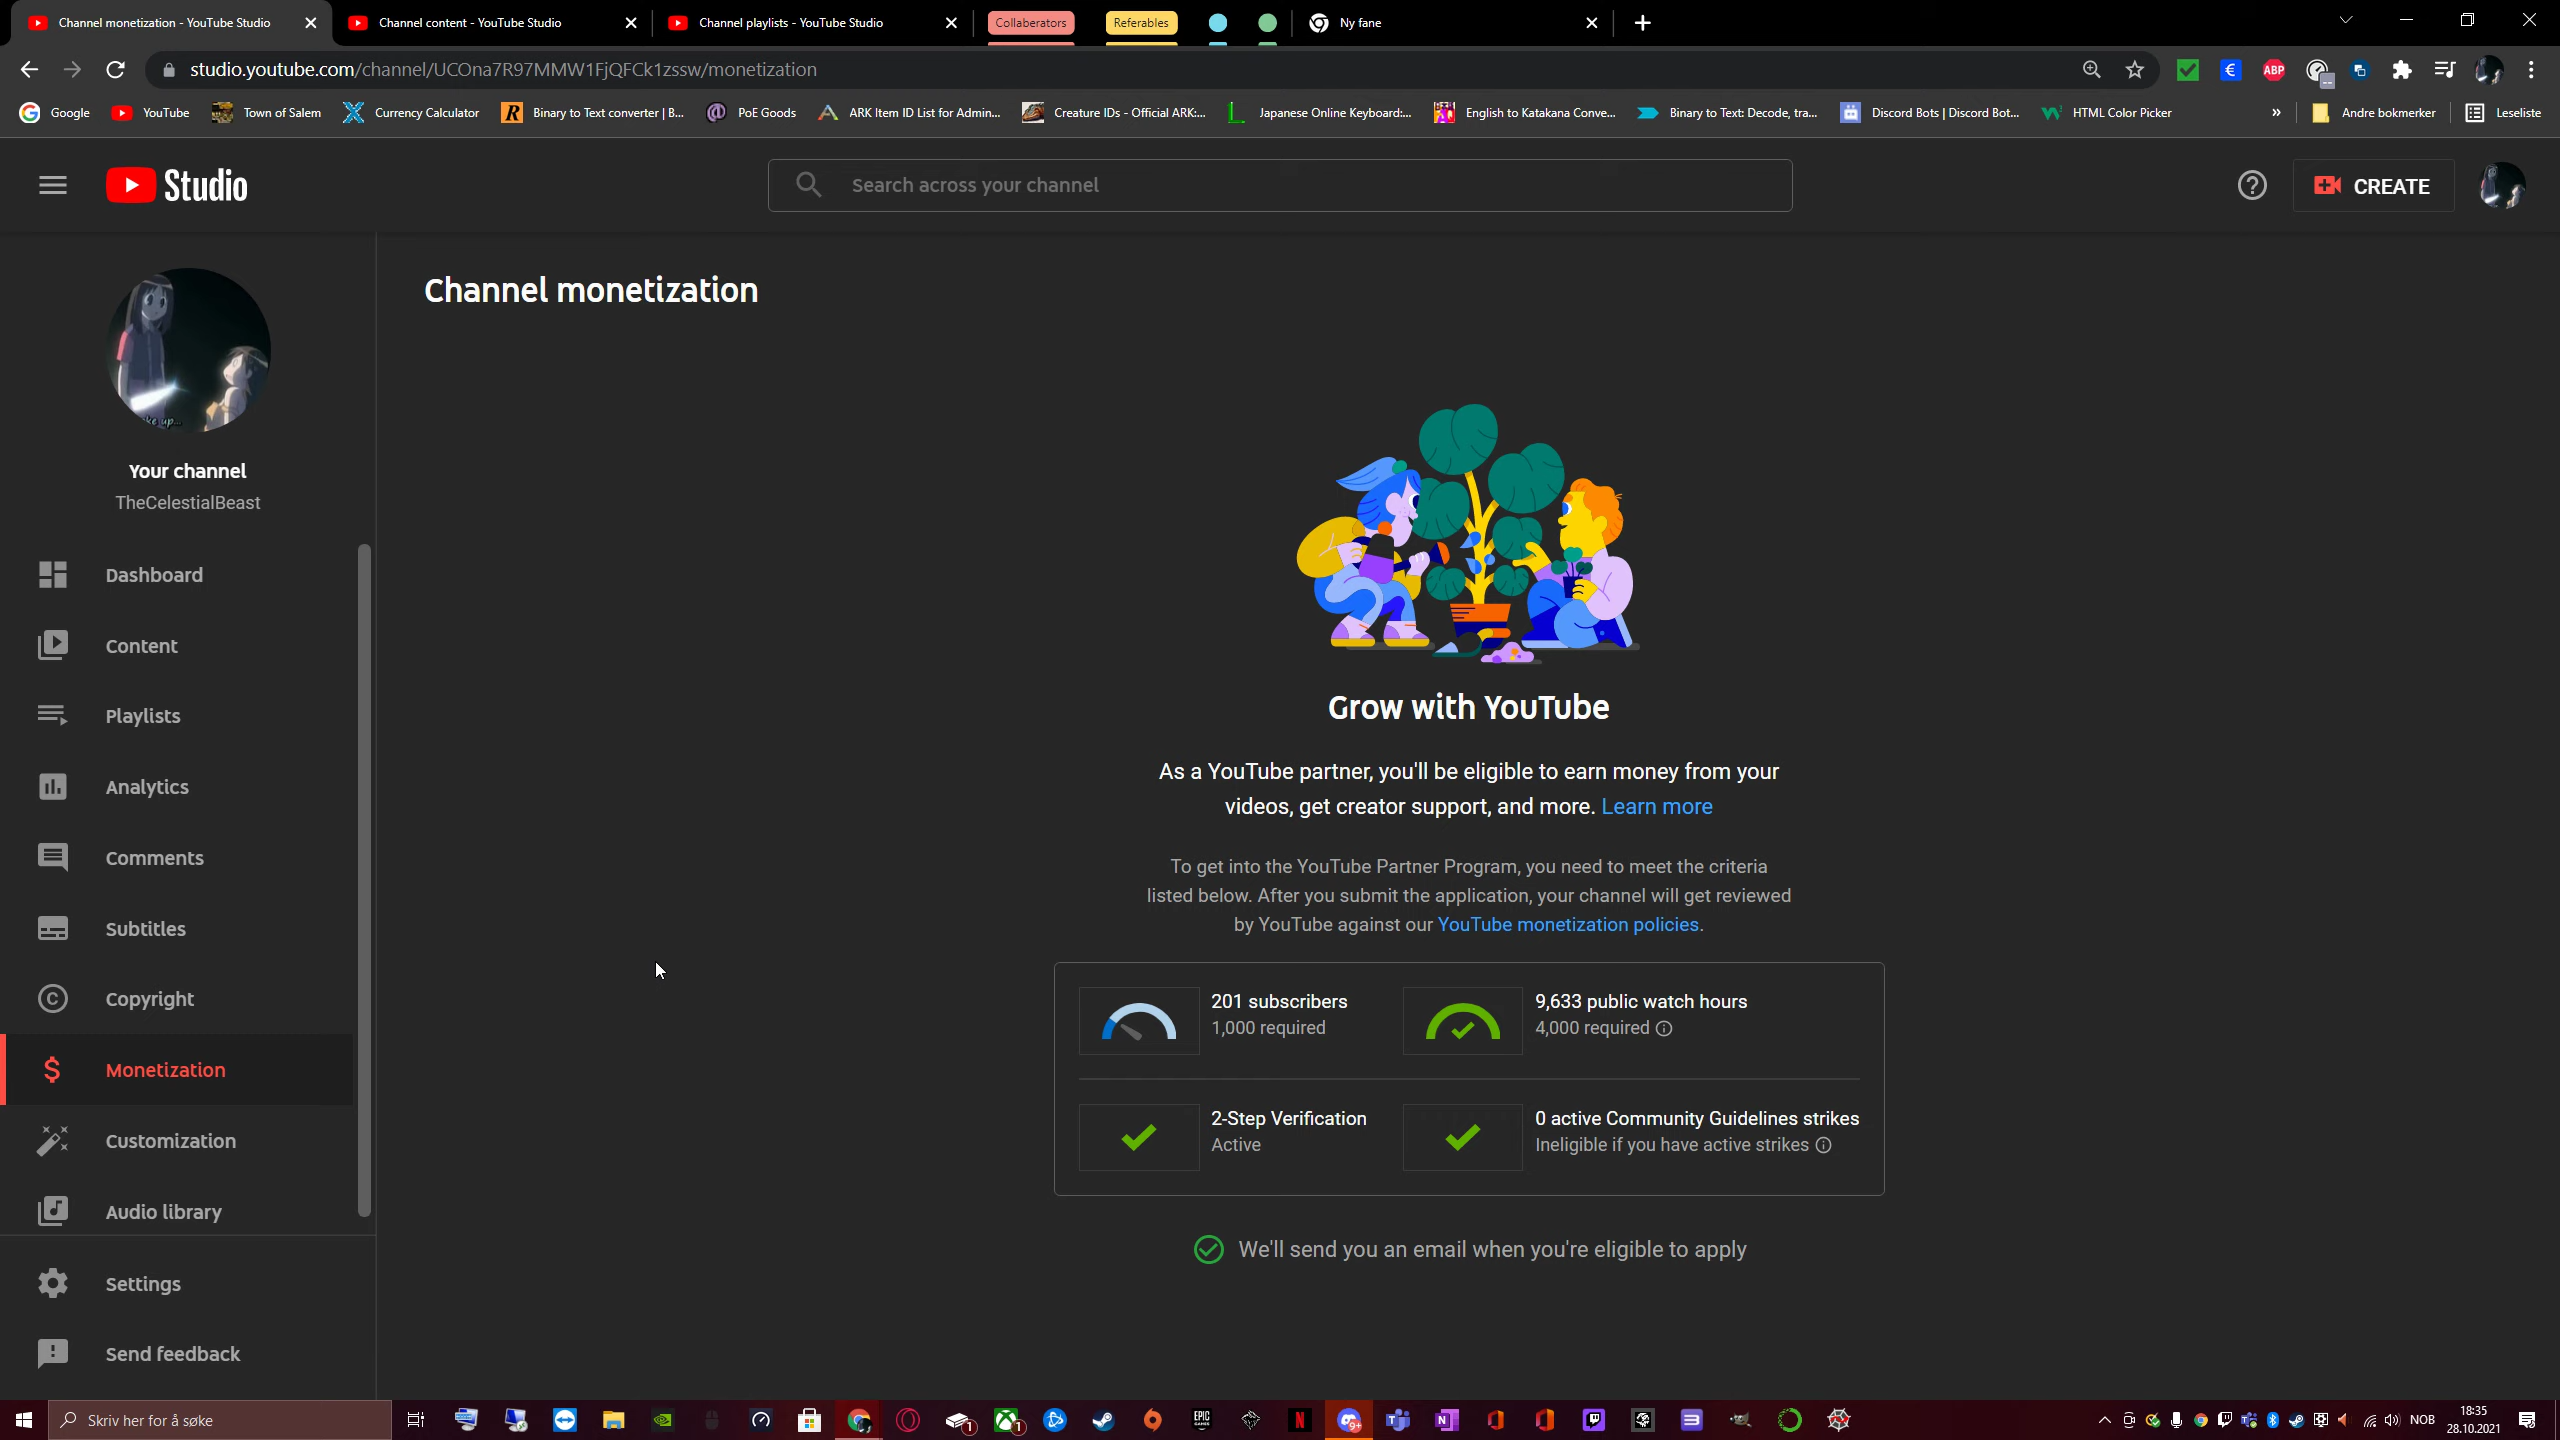 Channel monetization - YouTube Studio
Channel content - YouTube Studio
Channel playlists - YouTube Studio
Collaberators
Referables
Ny fane
studio.youtube.com/channel/UCOna7R97MMW1FjQFCk1zssw/monetization
ABP
Google
YouTube
Town of Salem
Currency Calculator
Binary to Text converter | B...
PoE Goods
ARK Item ID List for Admin...
Creature IDs - Official ARK:...
Japanese Online Keyboard:...
English to Katakana Conve...
Binary to Text: Decode, tra...
Discord Bots | Discord Bot...
HTML Color Picker
»
Andre bokmerker
Leseliste
Studio
Search across your channel
CREATE
Your channel
TheCelestialBeast
Dashboard
Content
Playlists
Analytics
Comments
Subtitles
Copyright
Monetization
Customization
Audio library
Settings
Send feedback
Channel monetization
Grow with YouTube
As a YouTube partner, you'll be eligible to earn money from your
videos, get creator support, and more. Learn more
To get into the YouTube Partner Program, you need to meet the criteria
listed below. After you submit the application, your channel will get reviewed
by YouTube against our YouTube monetization policies.
201 subscribers
1,000 required
9,633 public watch hours
4,000 required
2-Step Verification
Active
0 active Community Guidelines strikes
Ineligible if you have active strikes
We'll send you an email when you're eligible to apply
Skriv her for å søke
NOB
18:35
28.10.2021